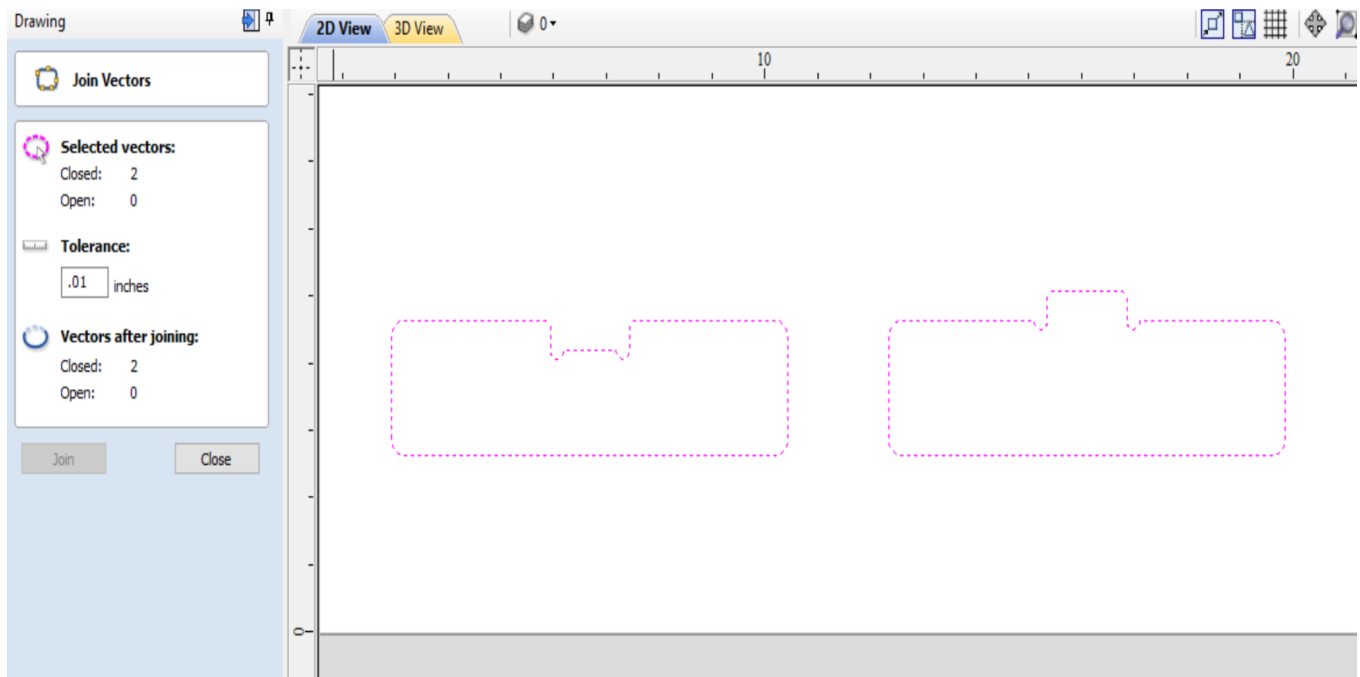 Drawing
2D View
3D View
0
Join Vectors
10
20
Selected vectors:
Closed: 2
Open: 0
Tolerance:
.01 inches
Vectors after joining:
Closed: 2
Open: 0
Join
Close
0